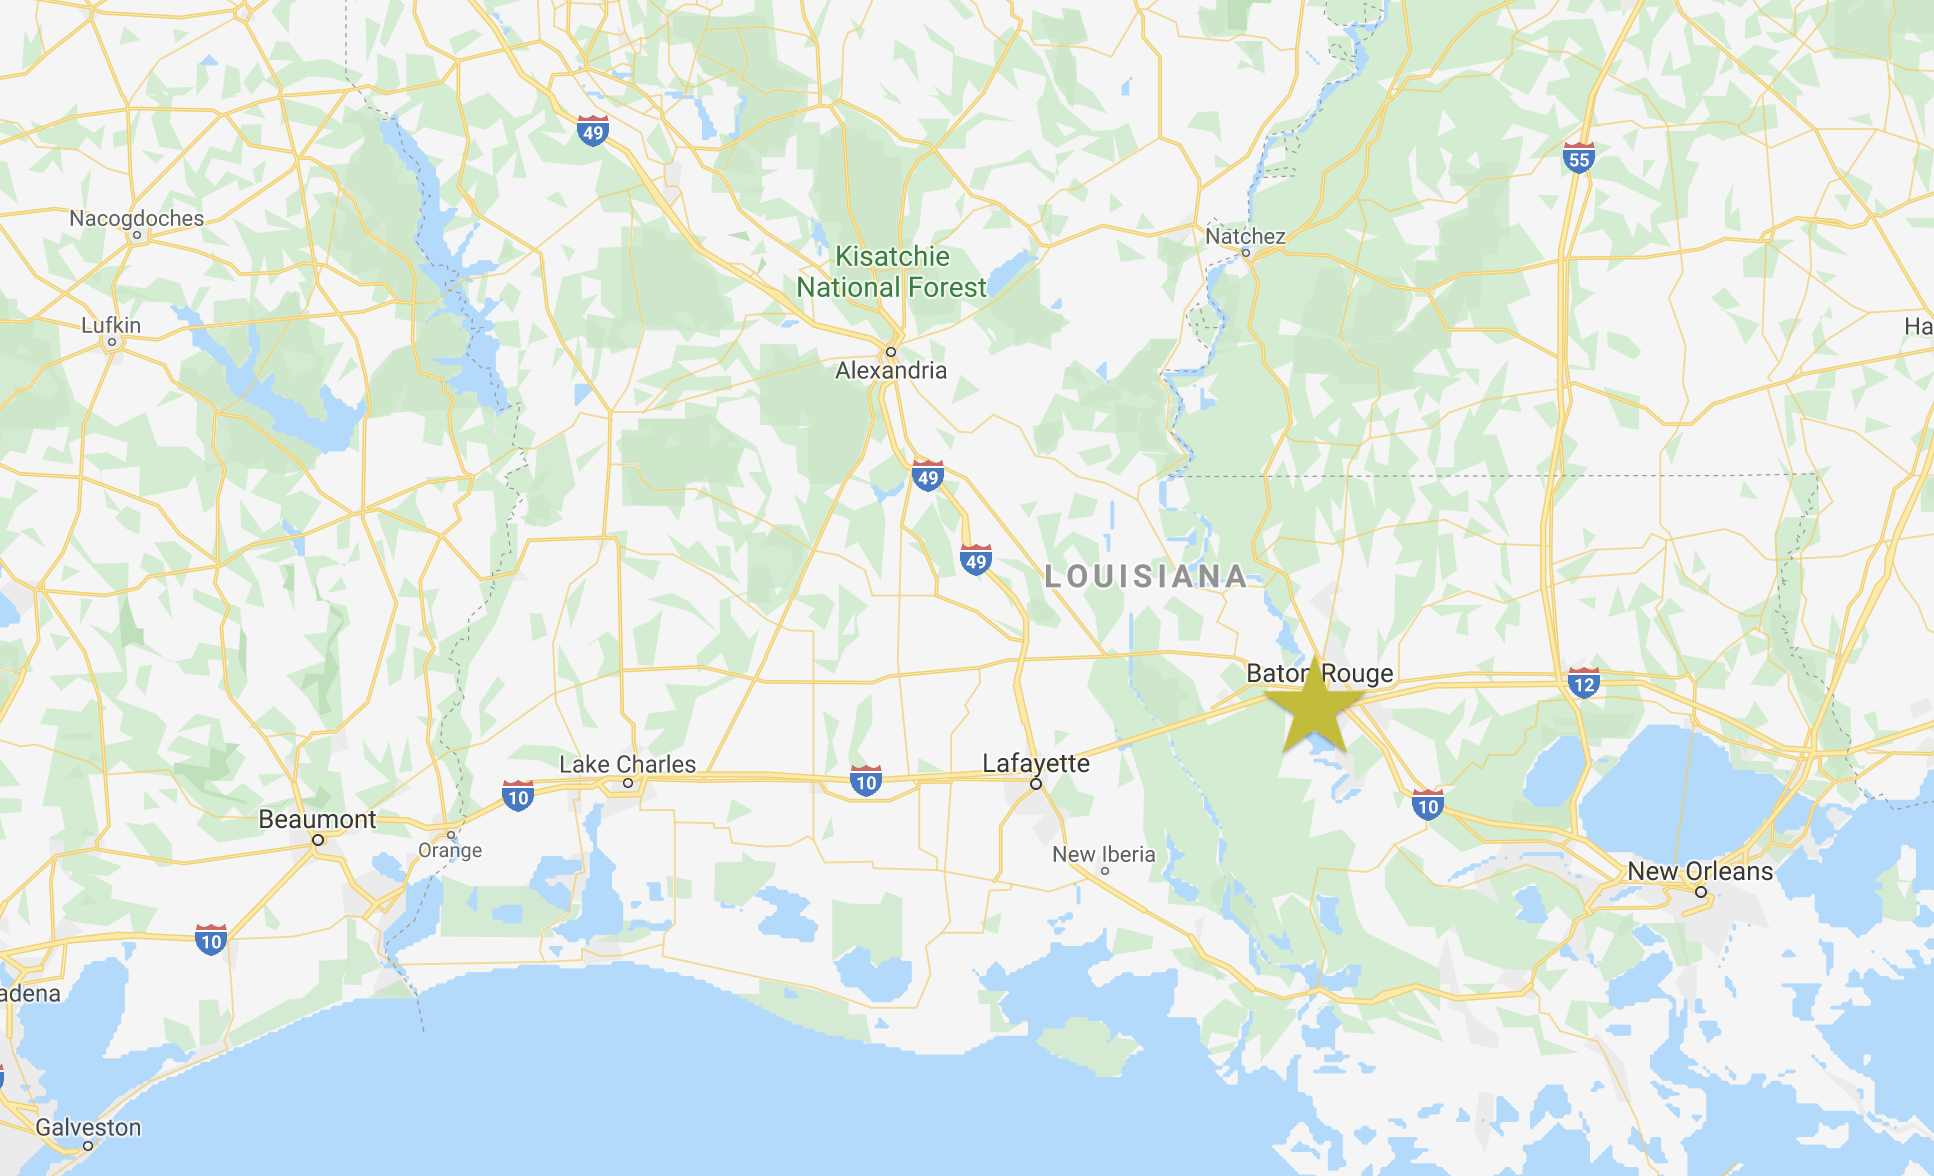 49
55
Nacogdoches
Natchez
Kisatchie
National Forest
Lufkin
Ha
Alexandria
49
49
LOUISIANA
Baton Rouge
12
Lake Charles
Lafayette
10
10
10
Beaumont
Orange
New Iberia
New Orleans
10
adena
Galveston